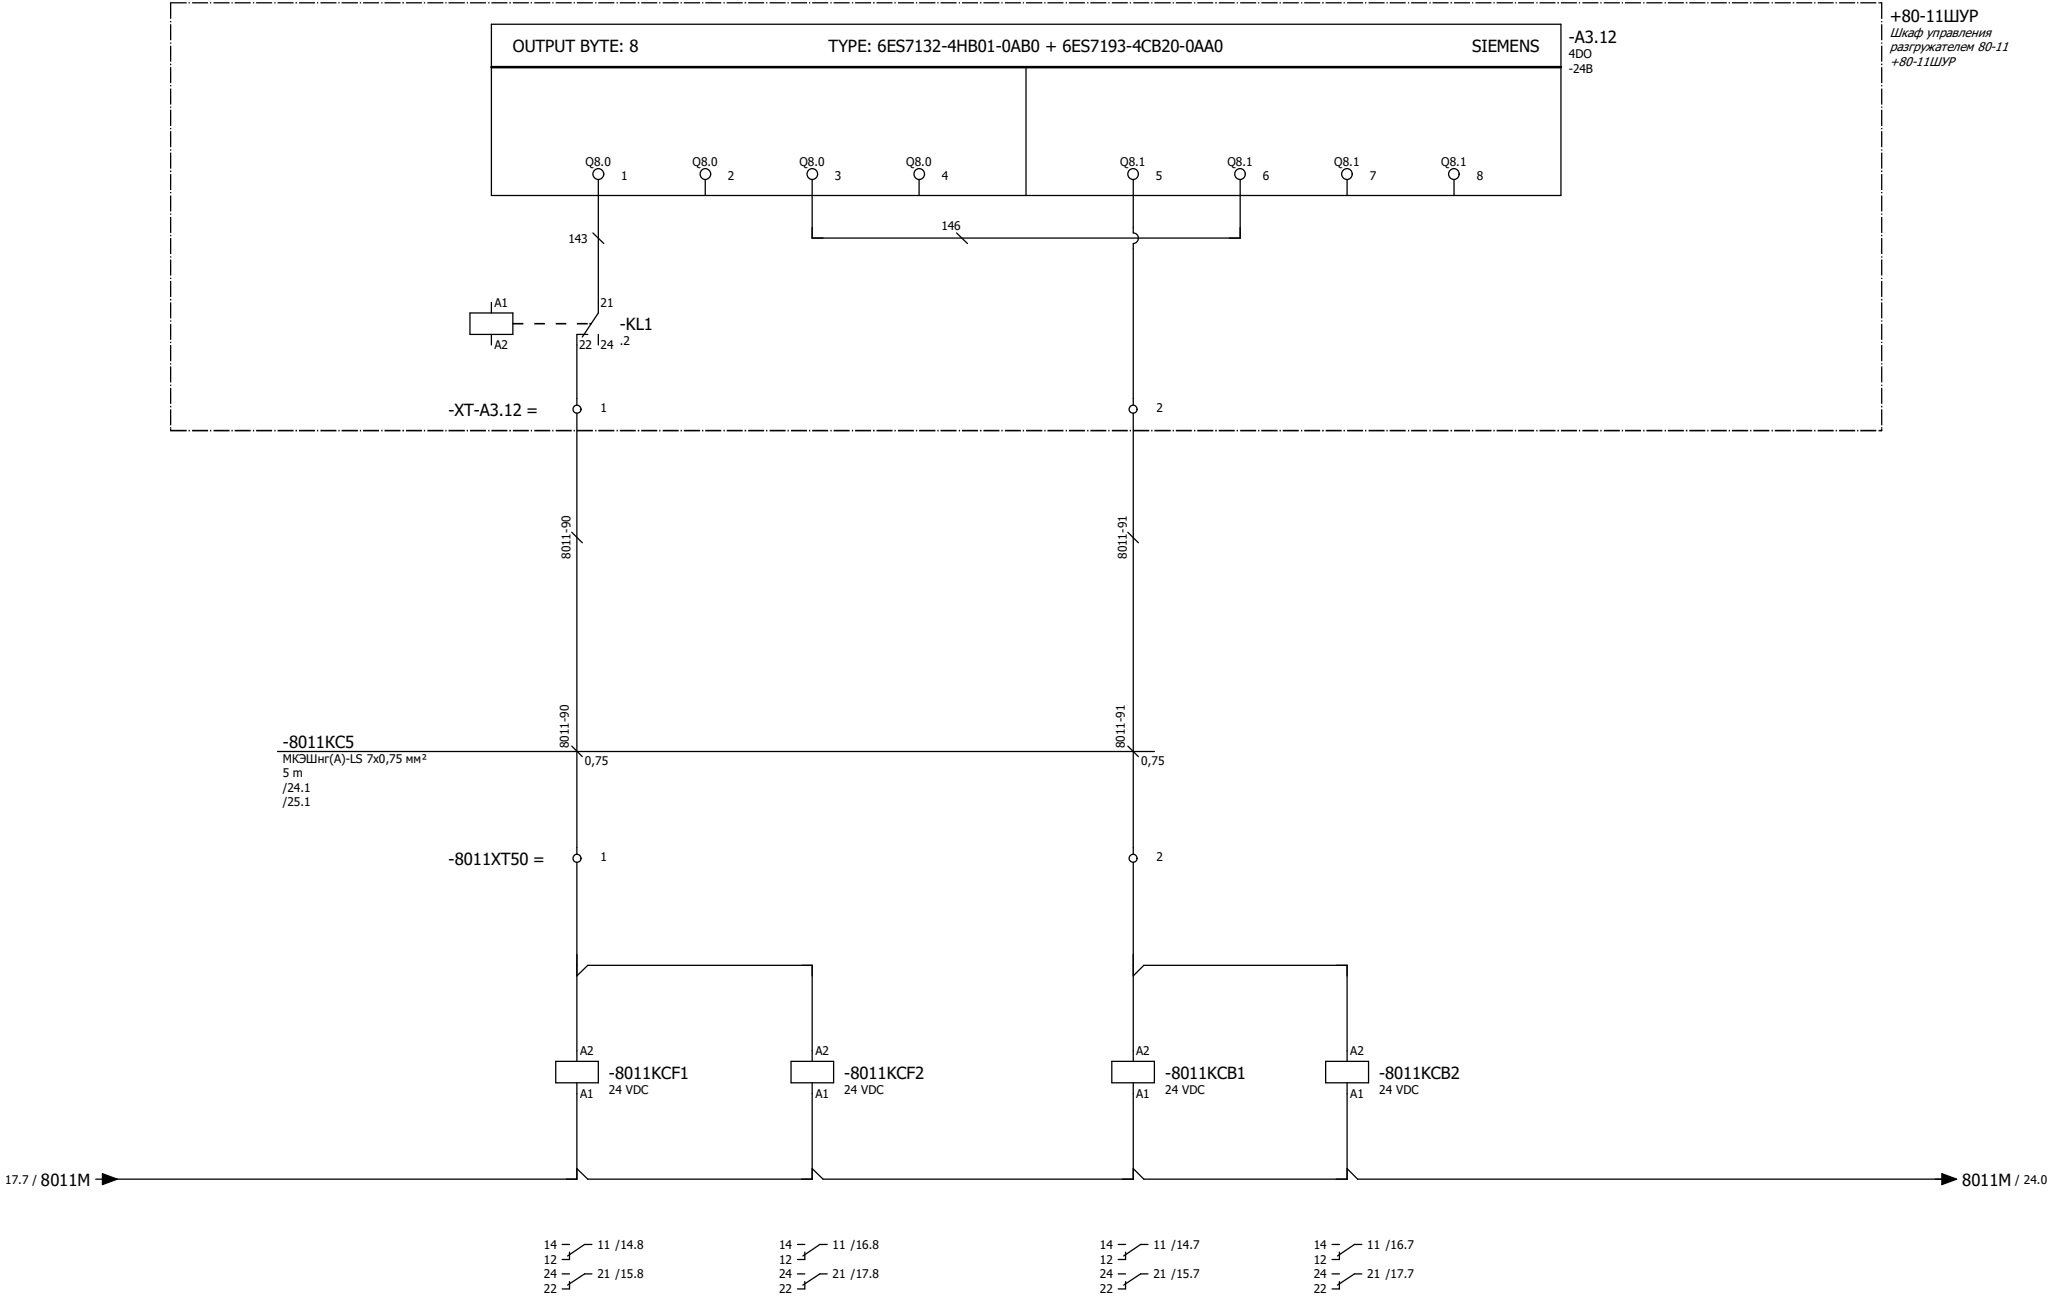 +80-11ШУР
Шкаф управления
разгружателем 80-11
+80-11ШУР
OUTPUT BYTE: 8 TYPE: 6ES7132-4HB01-0AB0 + 6ES7193-4CB20-0AA0 SIEMENS
-A3.12
4DO
-24В
Q8.0 Q8.0 Q8.0 Q8.0 Q8.1 Q8.1 Q8.1 Q8.1
1 2 3 4 5 6 7 8
146
143
A1 21
-KL1
A2 22 24 .2
-XT-A3.12 = 1 2
8011-90 8011-91
8011-90 8011-91
-8011KC5
МКЭШнг(А)-LS 7x0,75 мм²
0,75 0,75
5 m
/24.1
/25.1
-8011XT50 = 1 2
A2 A2 A2 A2
-8011KCF1 -8011KCF2 -8011KCB1 -8011KCB2
24 VDC 24 VDC 24 VDC 24 VDC
A1 A1 A1 A1
17.7 / 8011M 8011M / 24.0
14 11 /14.8 14 11 /16.8 14 11 /14.7 14 11 /16.7
12 12 12 12
24 21 /15.8 24 21 /17.8 24 21 /15.7 24 21 /17.7
22 22 22 22